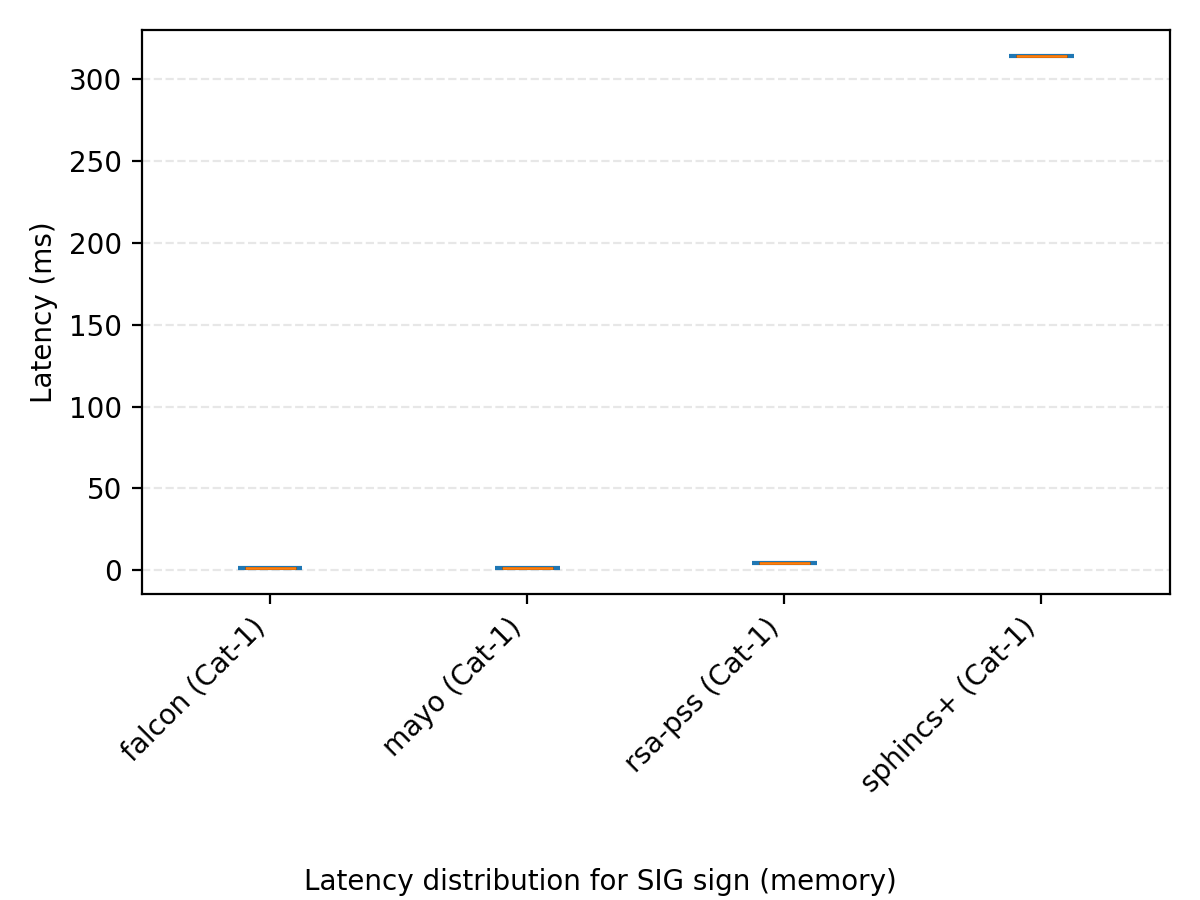 300
250
200
150
100
50
0
Latency (ms)
falcon (Cat-1)
mayo (Cat-1)
rsa-pss (Cat-1)
sphincs+ (Cat-1)
Latency distribution for SIG sign (memory)